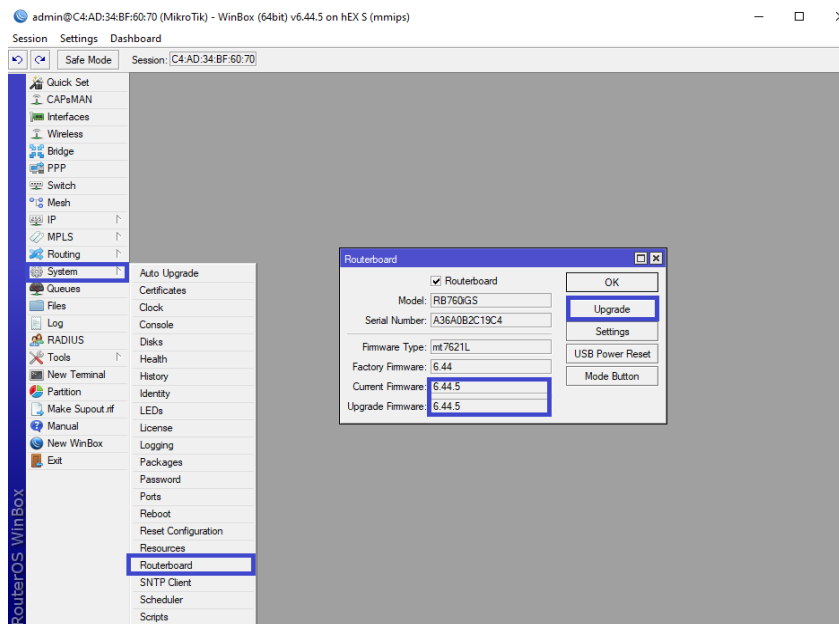 admin@C4:AD:34:BF:60:70 (MikroTik) - WinBox (64bit) v6.44.5 on hEX S (mmips)
Session Settings Dashboard
Safe Mode Session: C4:AD:34:BF:60:70
Quick Set
CAPsMAN
Interfaces
Wireless
Bridge
PPP
Switch
Mesh
IP
MPLS
Routing
System
Queues
Files
Log
RADIUS
Tools
New Terminal
Partition
Make Supout.rif
Manual
New WinBox
Exit
RouterOS WinBox
Auto Upgrade
Certificates
Clock
Console
Disks
Health
History
Identity
LEDs
License
Logging
Packages
Password
Ports
Reboot
Reset Configuration
Resources
Routerboard
SNTP Client
Scheduler
Scripts
Routerboard
Routerboard
Model: RB760iGS
Serial Number: A36A0B2C19C4
Firmware Type: mt7621L
Factory Firmware: 6.44
Current Firmware: 6.44.5
Upgrade Firmware: 6.44.5
OK
Upgrade
Settings
USB Power Reset
Mode Button